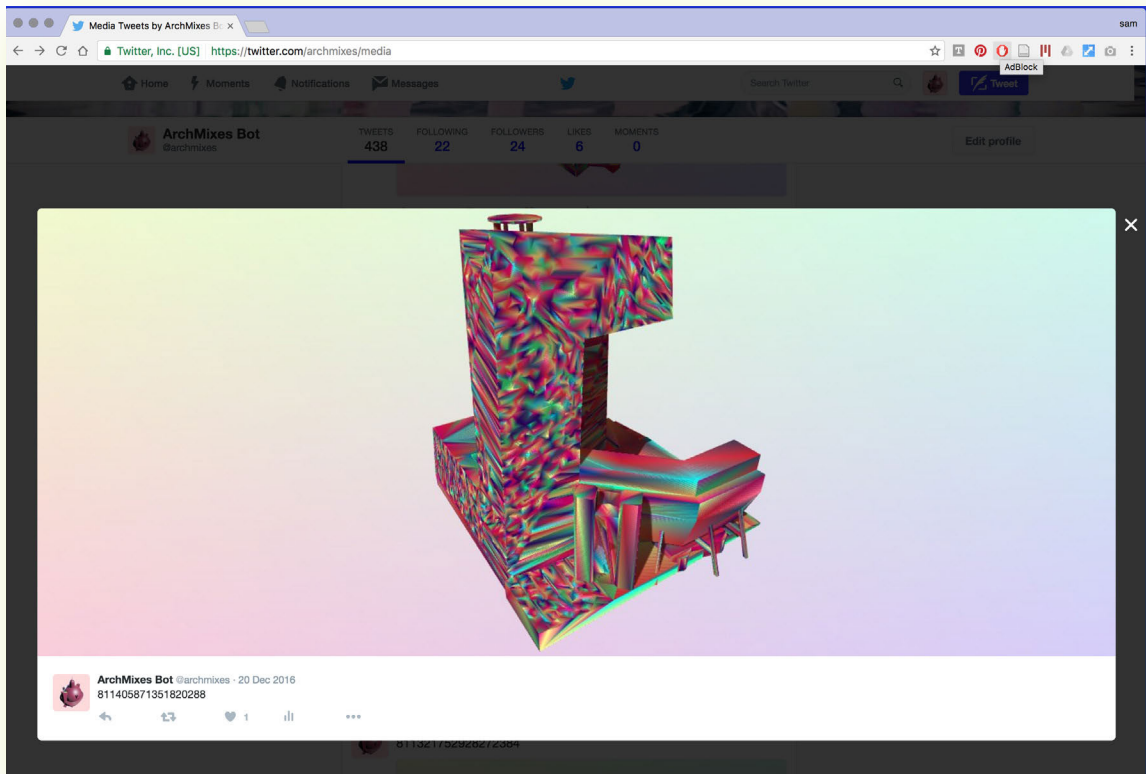 Media Tweets by ArchMixes Bo
sam
Twitter, Inc. [US] https://twitter.com/archmixes/media
AdBlock
Home Moments Notifications Messages Search Twitter Tweet
ArchMixes Bot
@archmixes
TWEETS FOLLOWING FOLLOWERS LIKES MOMENTS
438 22 24 6 0
Edit profile
ArchMixes Bot @archmixes · 20 Dec 2016
811405871351820288
1
811321752928272384